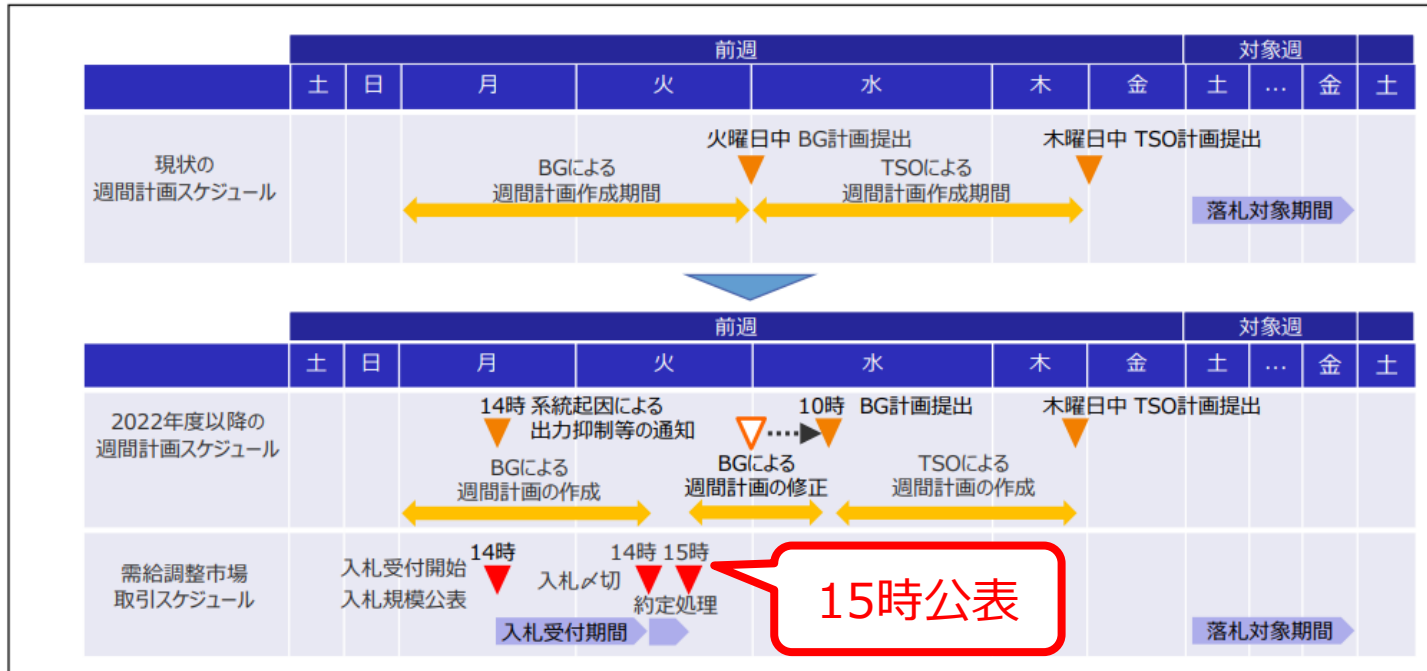 前週 対象週
土 日 月 火 水 木 金 土 … 金 土
現状の
週間計画スケジュール
火曜日中 BG計画提出
木曜日中 TSO計画提出
BGによる
週間計画作成期間
TSOによる
週間計画作成期間
落札対象期間
前週 対象週
土 日 月 火 水 木 金 土 … 金 土
2022年度以降の
週間計画スケジュール
14時 系統起因による
出力抑制等の通知
10時 BG計画提出
木曜日中 TSO計画提出
BGによる
週間計画の作成
BGによる
週間計画の修正
TSOによる
週間計画の作成
需給調整市場
取引スケジュール
入札受付開始
入札規模公表
14時
入札〆切
14時 15時
約定処理
入札受付期間
15時公表
落札対象期間